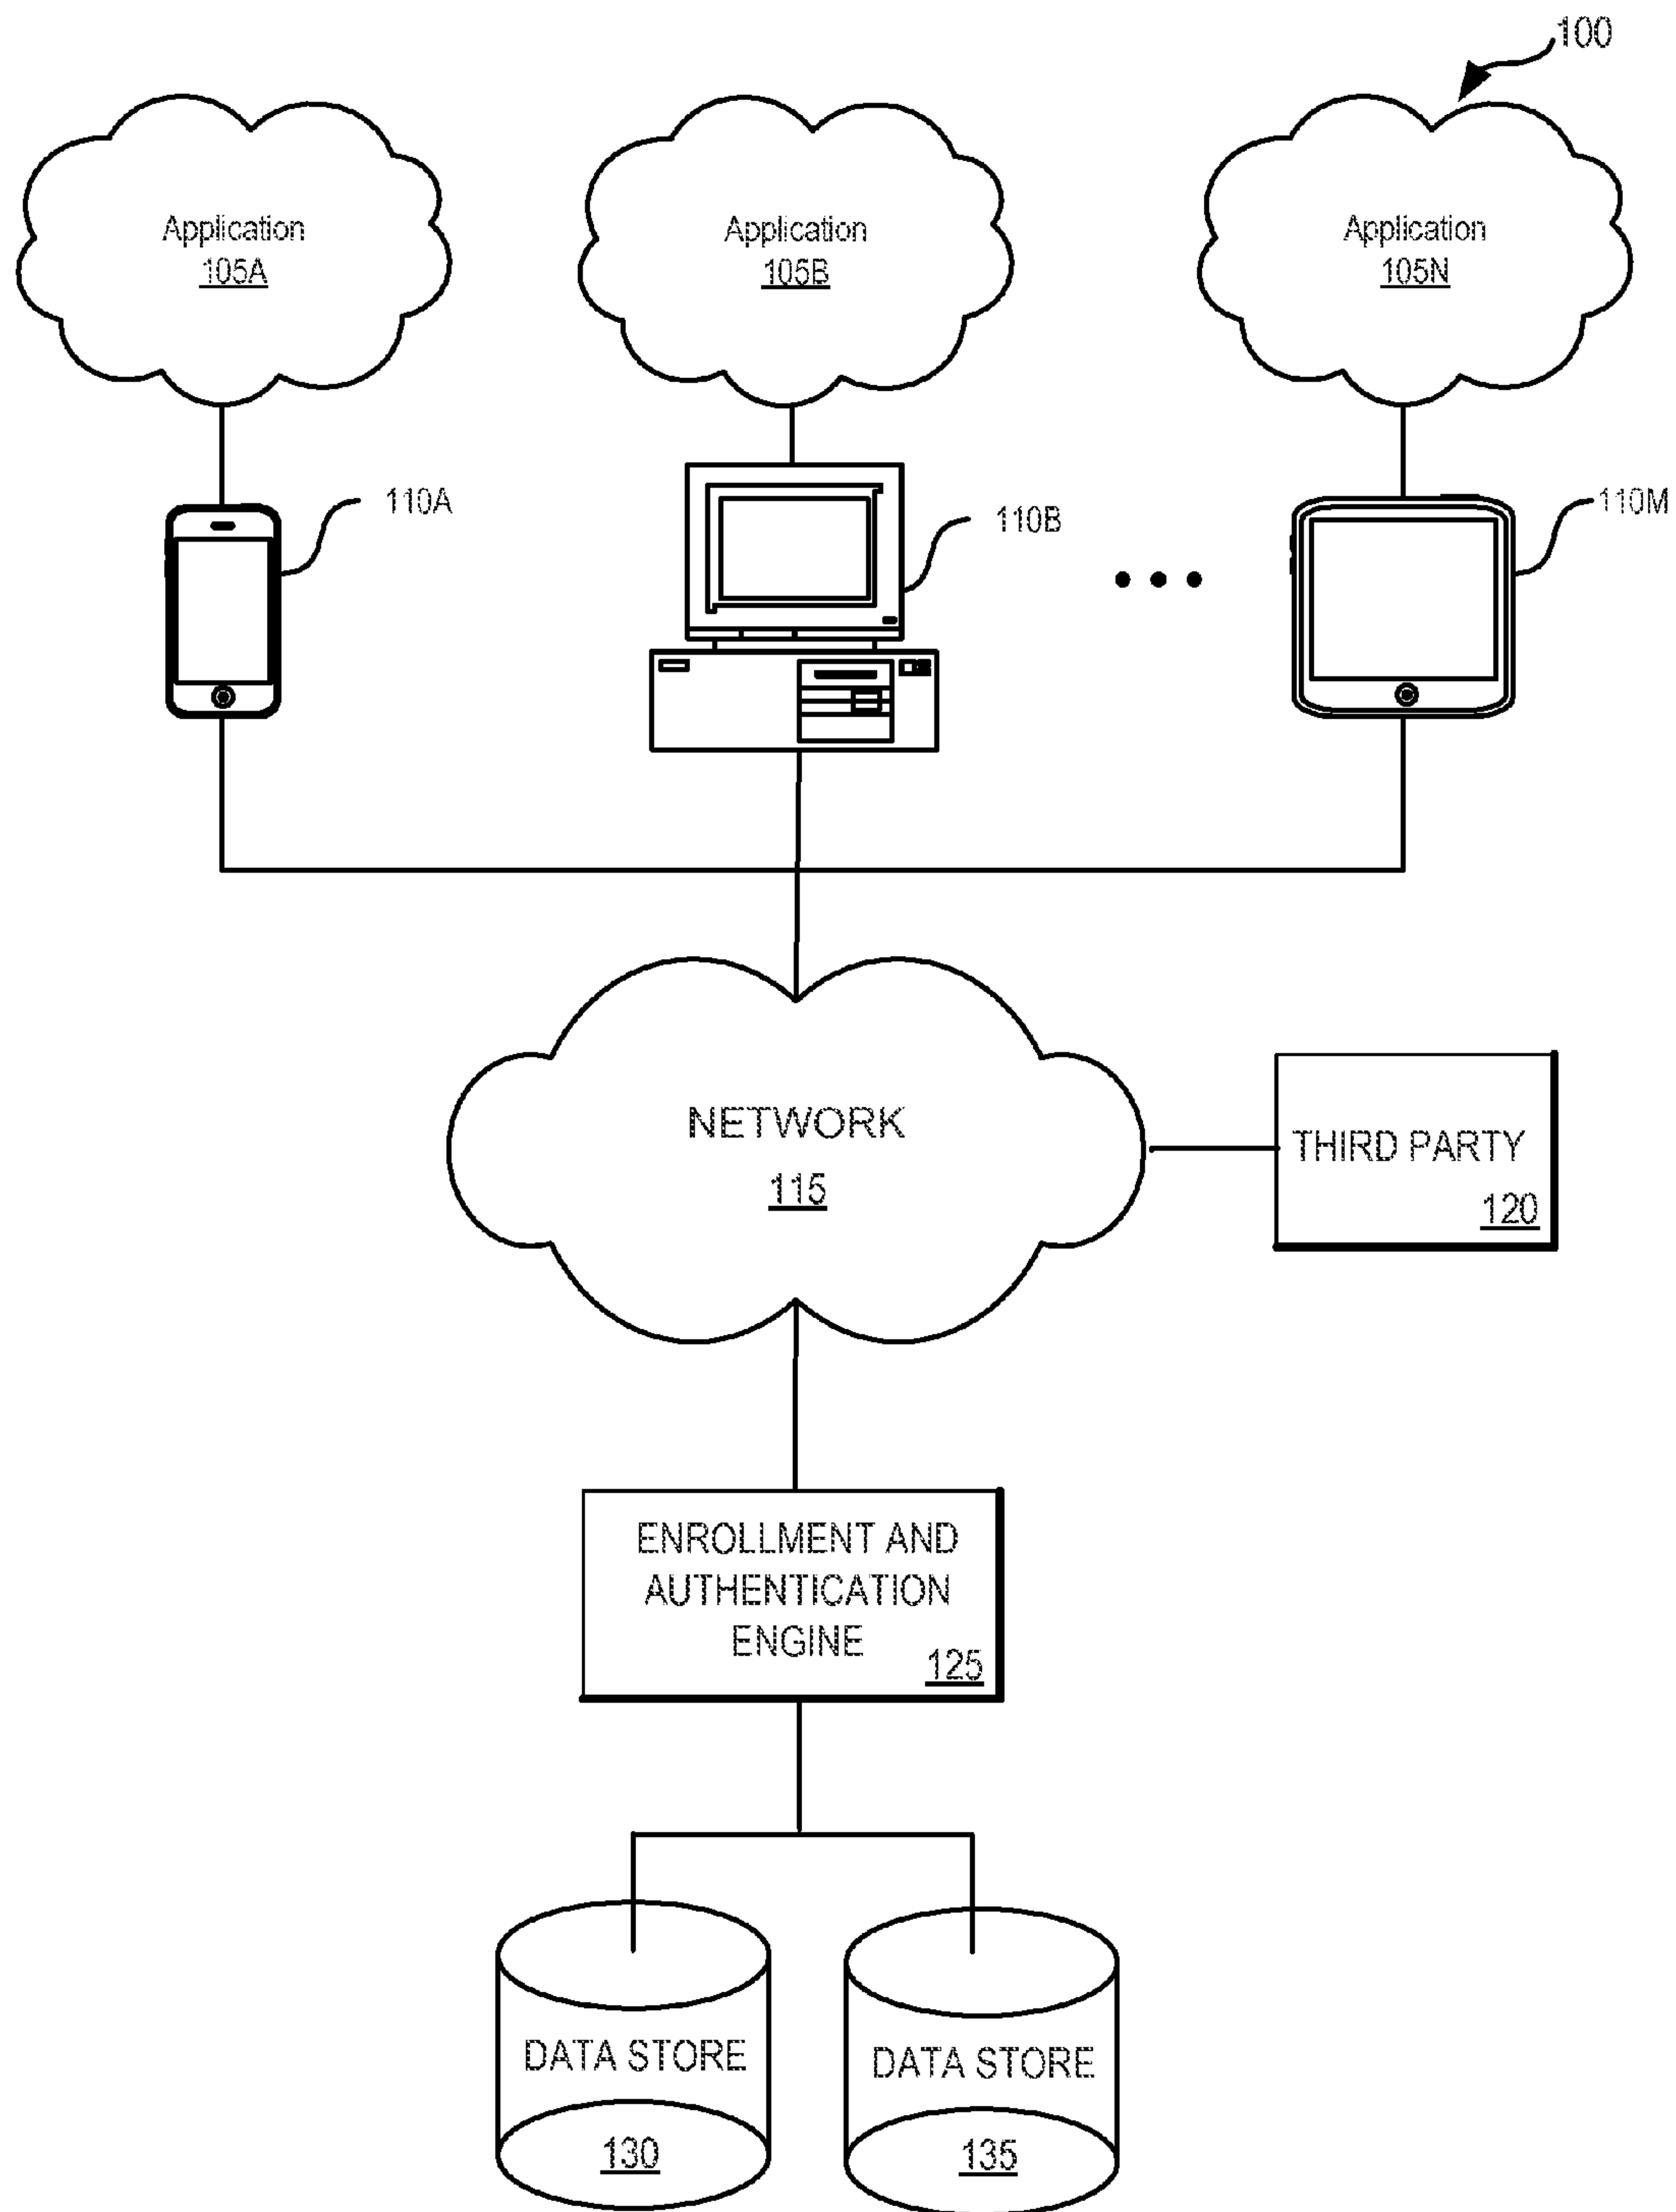 100
Application
105A
Application
105B
Application
105N
110A
110B
110M
NETWORK
115
THIRD PARTY
120
ENROLLMENT AND
AUTHENTICATION
ENGINE
125
DATA STORE
130
DATA STORE
135